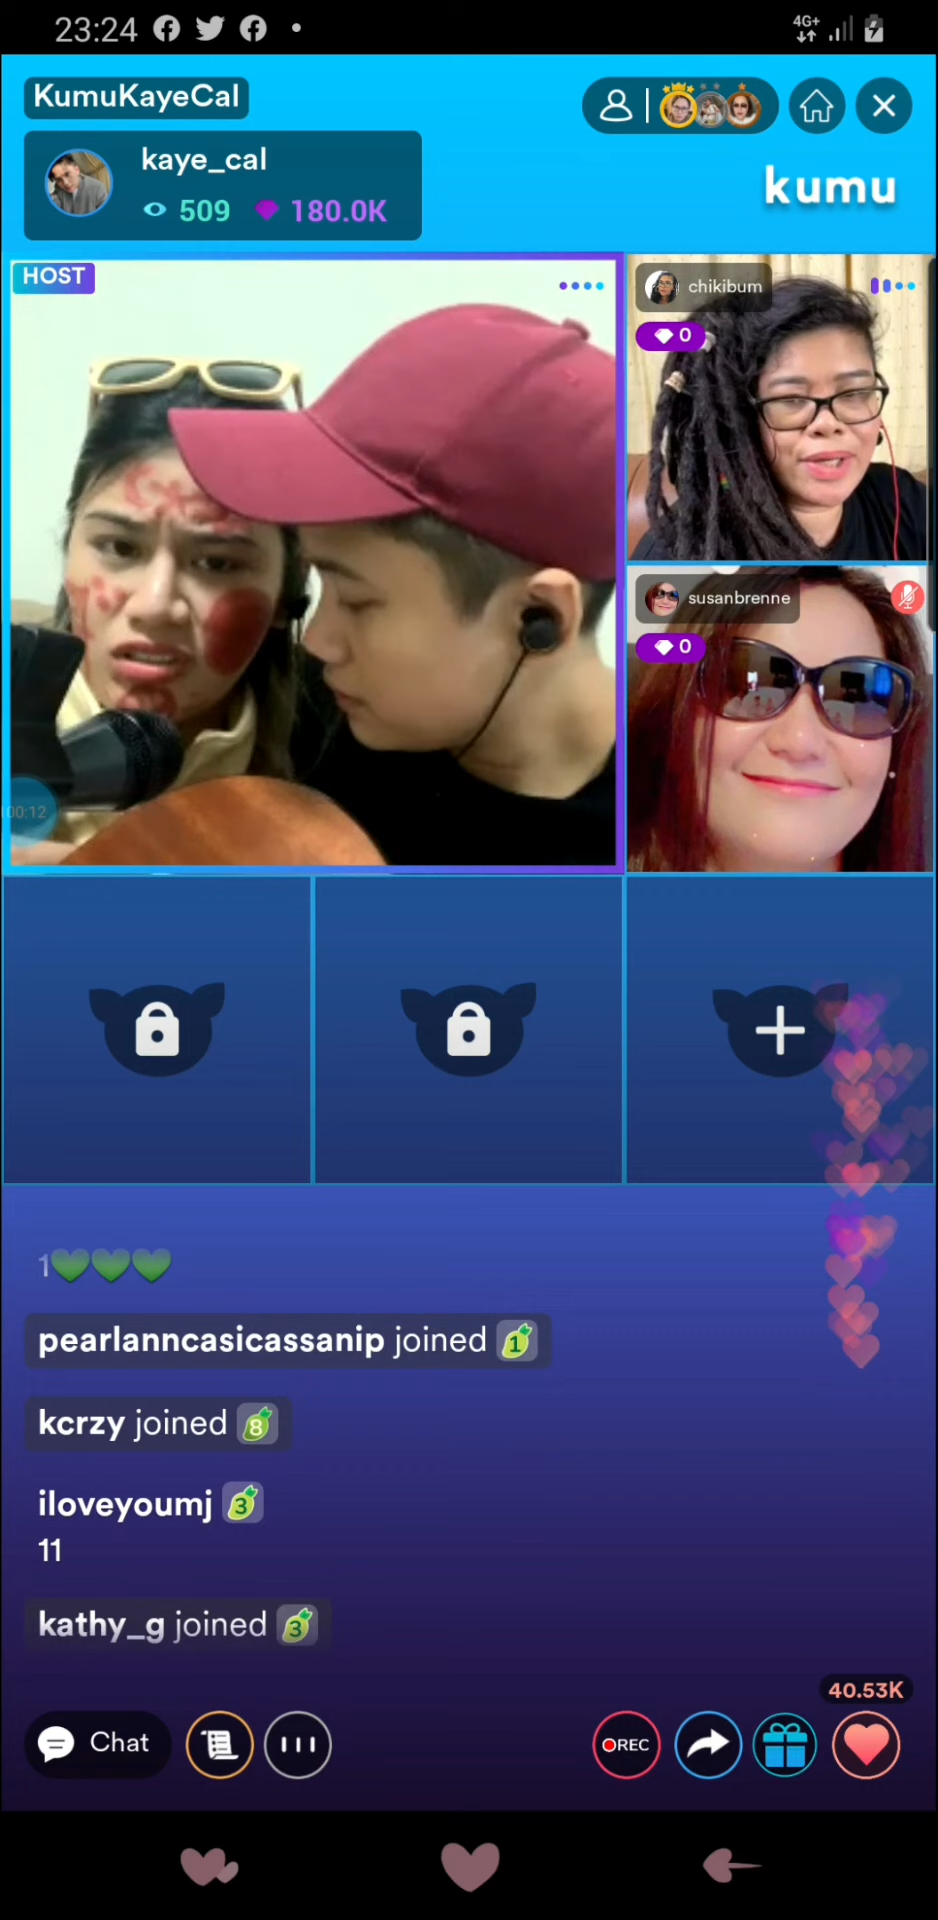 23:24
4G+
KumuKayeCal
kaye_cal
509 180.0K
kumu
HOST
chikibum
0
susanbrenne
0
00:12
1💚💚💚
pearlanncasicassanip joined 1
kcrzy joined 8
iloveyoumj 3
11
kathy_g joined 3
40.53K
Chat
REC